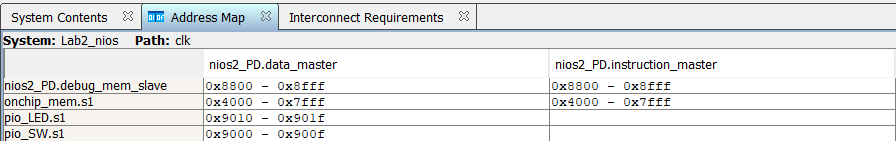 System Contents Address Map Interconnect Requirements
System: Lab2_nios Path: clk
nios2_PD.data_master nios2_PD.instruction_master
nios2_PD.debug_mem_slave 0x8800 - 0x8fff 0x8800 - 0x8fff
onchip_mem.s1 0x4000 - 0x7fff 0x4000 - 0x7fff
pio_LED.s1 0x9010 - 0x901f
pio_SW.s1 0x9000 - 0x900f